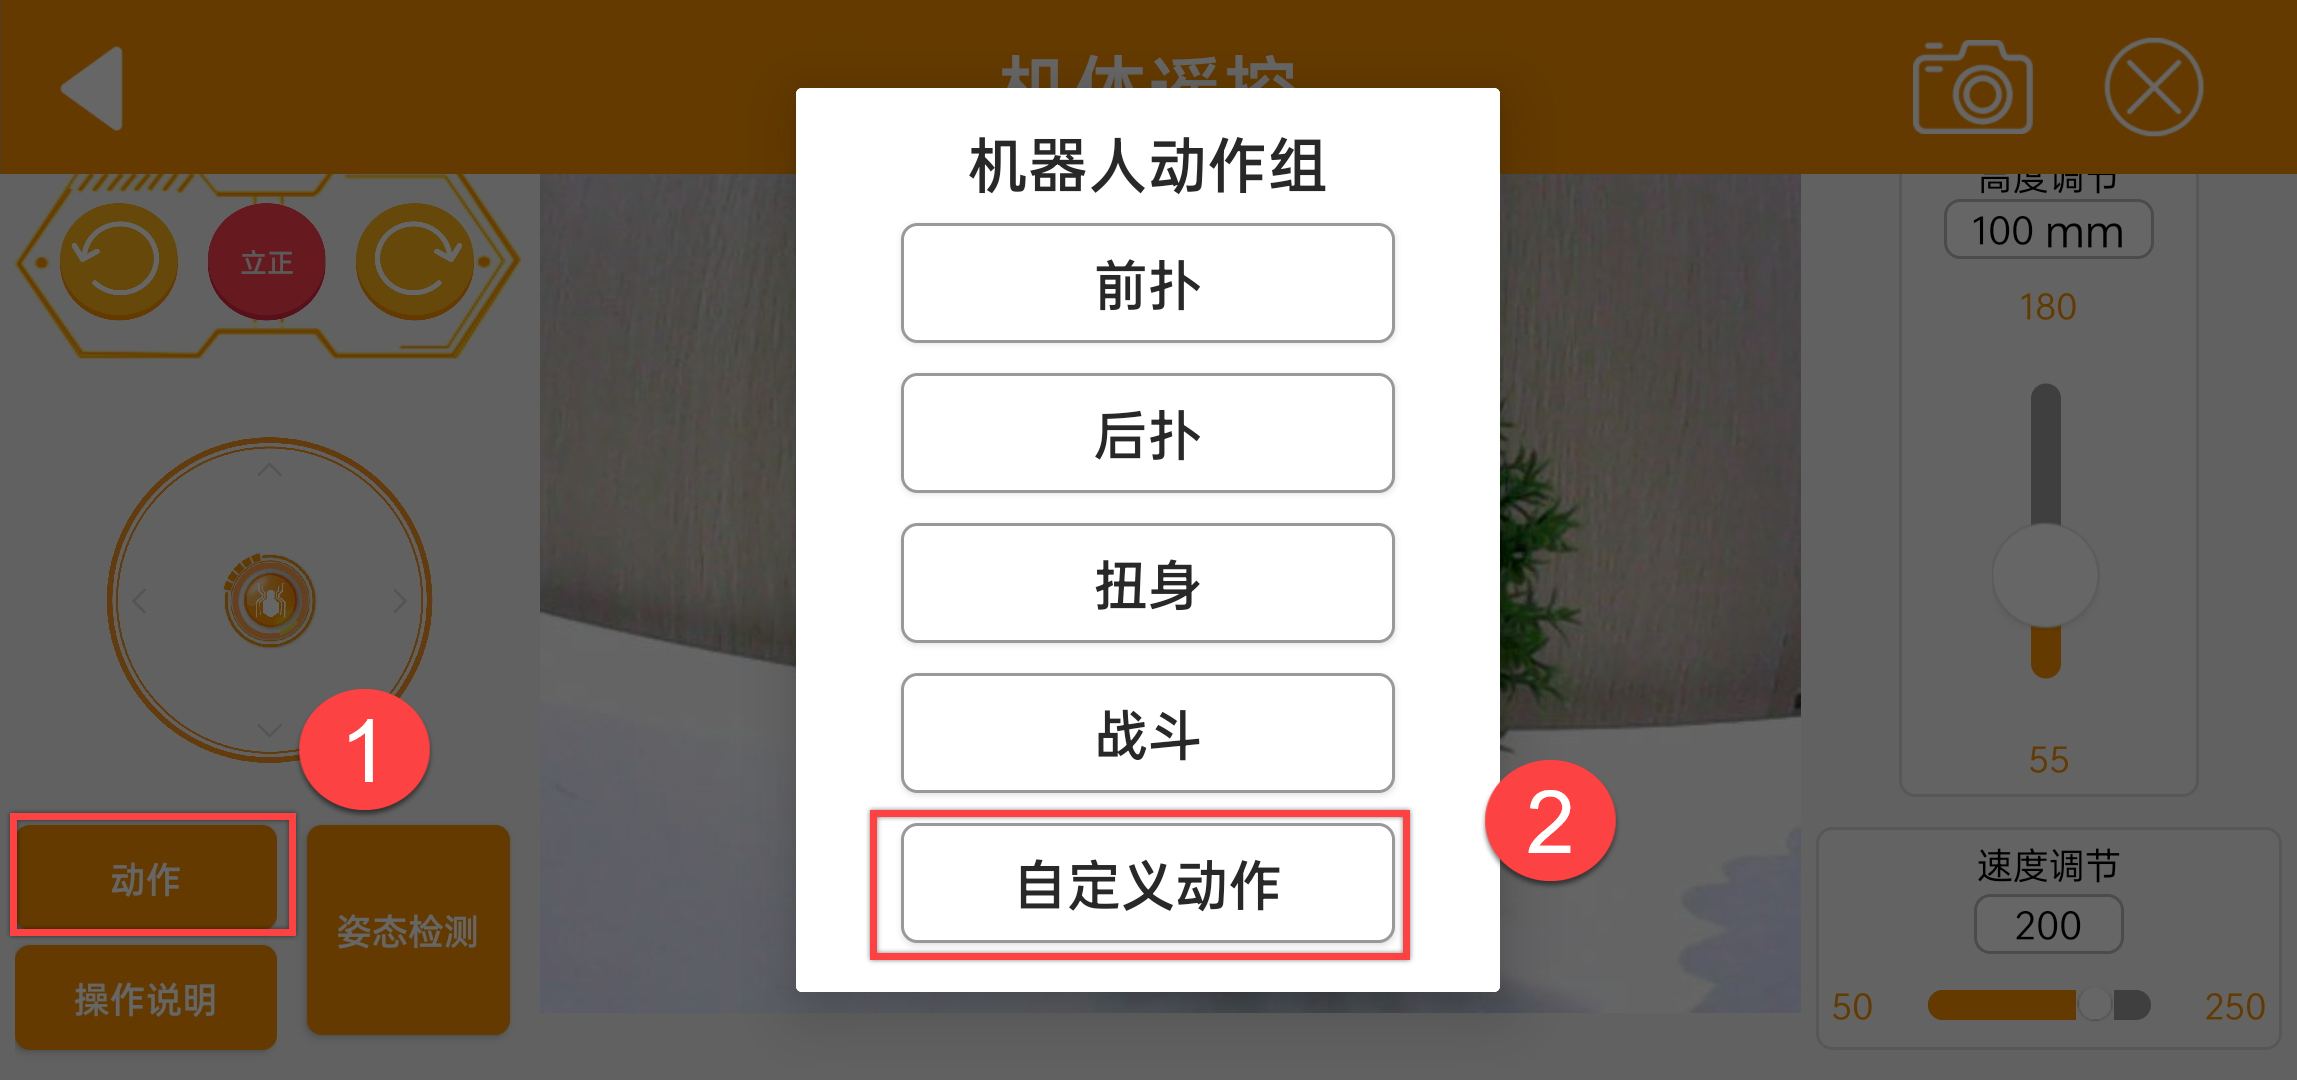 机体遥控
机器人动作组
前扑
后扑
扭身
战斗
自定义动作
立正
1
动作
姿态检测
操作说明
2
高度调节
100 mm
180
55
速度调节
200
50
250